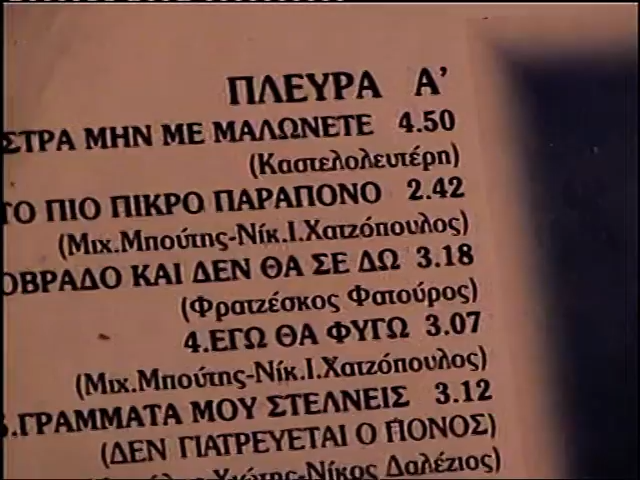 ΠΛΕΥΡΑ Α'
ΣΤΡΑ ΜΗΝ ΜΕ ΜΑΛΩΝΕΤΕ 4.50
(Καστελολευτέρη)
ΤΟ ΠΙΟ ΠΙΚΡΟ ΠΑΡΑΠΟΝΟ 2.42
(Μιχ.Μπούτης-Νίκ.Ι.Χατζόπουλος)
ΟΒΡΑΔΟ ΚΑΙ ΔΕΝ ΘΑ ΣΕ ΔΩ 3.18
(Φρατζέσκος Φατούρος)
4.ΕΓΩ ΘΑ ΦΥΓΩ 3.07
(Μιχ.Μπούτης-Νίκ.Ι.Χατζόπουλος)
5.ΓΡΑΜΜΑΤΑ ΜΟΥ ΣΤΕΛΝΕΙΣ 3.12
(ΔΕΝ ΓΙΑΤΡΕΥΕΤΑΙ Ο ΠΟΝΟΣ)
Χιώτης-Νίκος Δαλέζιος)